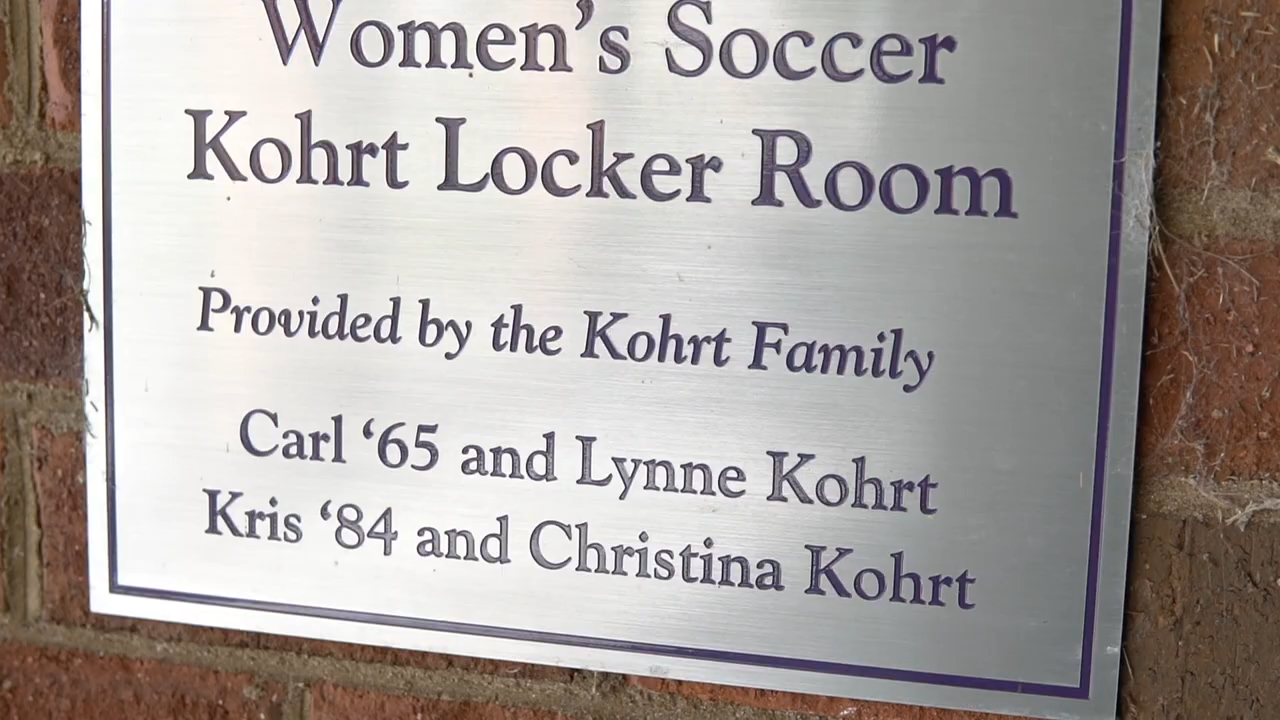 Women's Soccer
Kohrt Locker Room
Provided by the Kohrt Family
Carl ‘65 and Lynne Kohrt
Kris ‘84 and Christina Kohrt